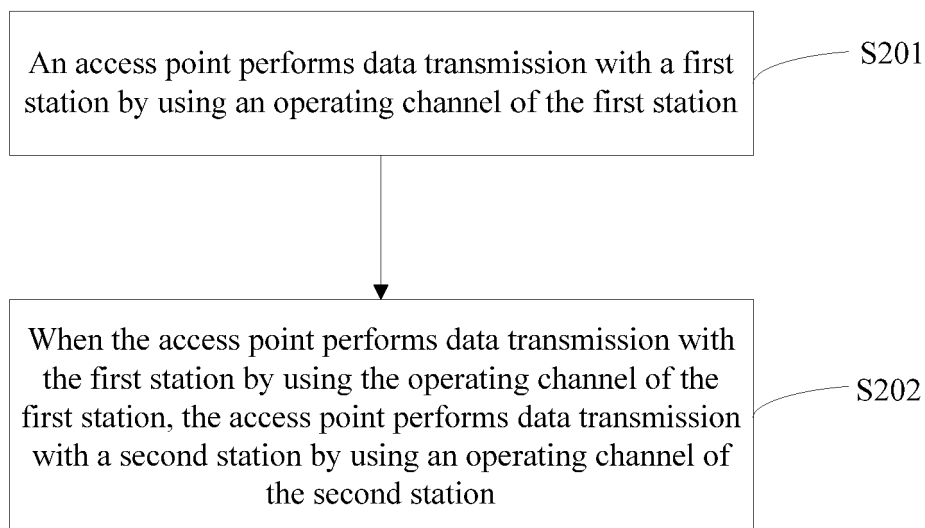 An access point performs data transmission with a first
station by using an operating channel of the first station
S201
When the access point performs data transmission with
the first station by using the operating channel of the
first station, the access point performs data transmission
with a second station by using an operating channel of
the second station
S202